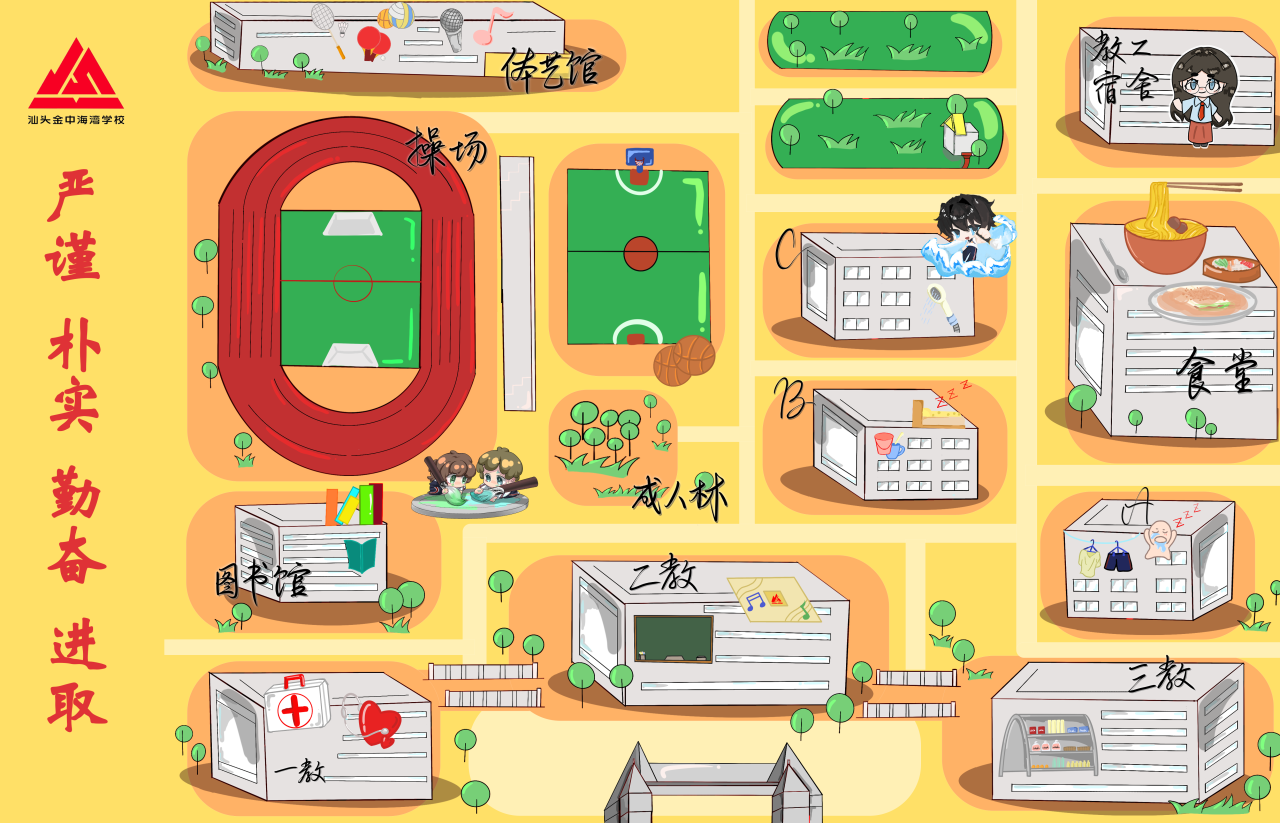 汕头金中海湾学校
严谨 朴实 勤奋 进取
体艺馆
教工
宿舍
操场
C
食堂
B
成人林
A
zzz
zzz
图书馆
二教
三教
一教